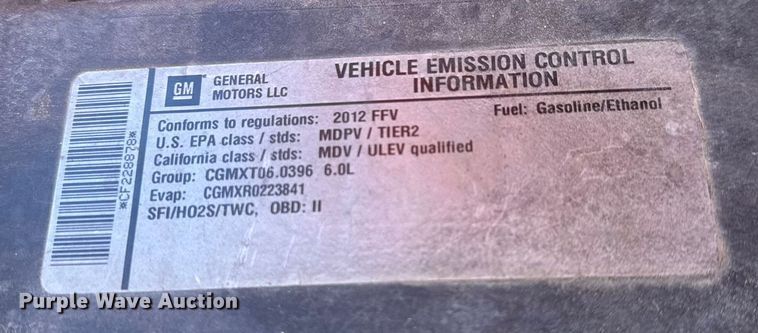 GM
GENERAL
MOTORS LLC
VEHICLE EMISSION CONTROL
INFORMATION
Conforms to regulations: 2012 FFV
Fuel: Gasoline/Ethanol
U.S. EPA class / stds: MDPV / TIER2
California class / stds: MDV / ULEV qualified
Group: CGMXT06.0396 6.0L
Evap: CGMXR0223841
SFI/HO2S/TWC, OBD: II
*CF228878*
Purple Wave Auction